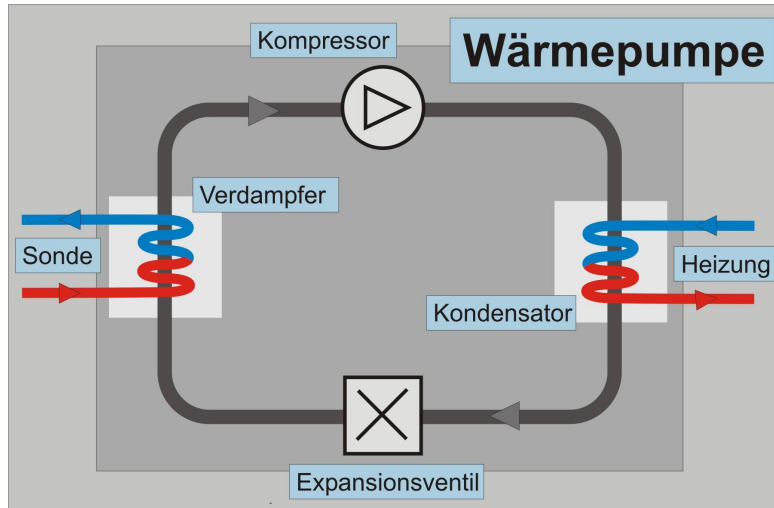 Kompressor
Wärmepumpe
Verdampfer
Sonde
Heizung
Kondensator
Expansionsventil